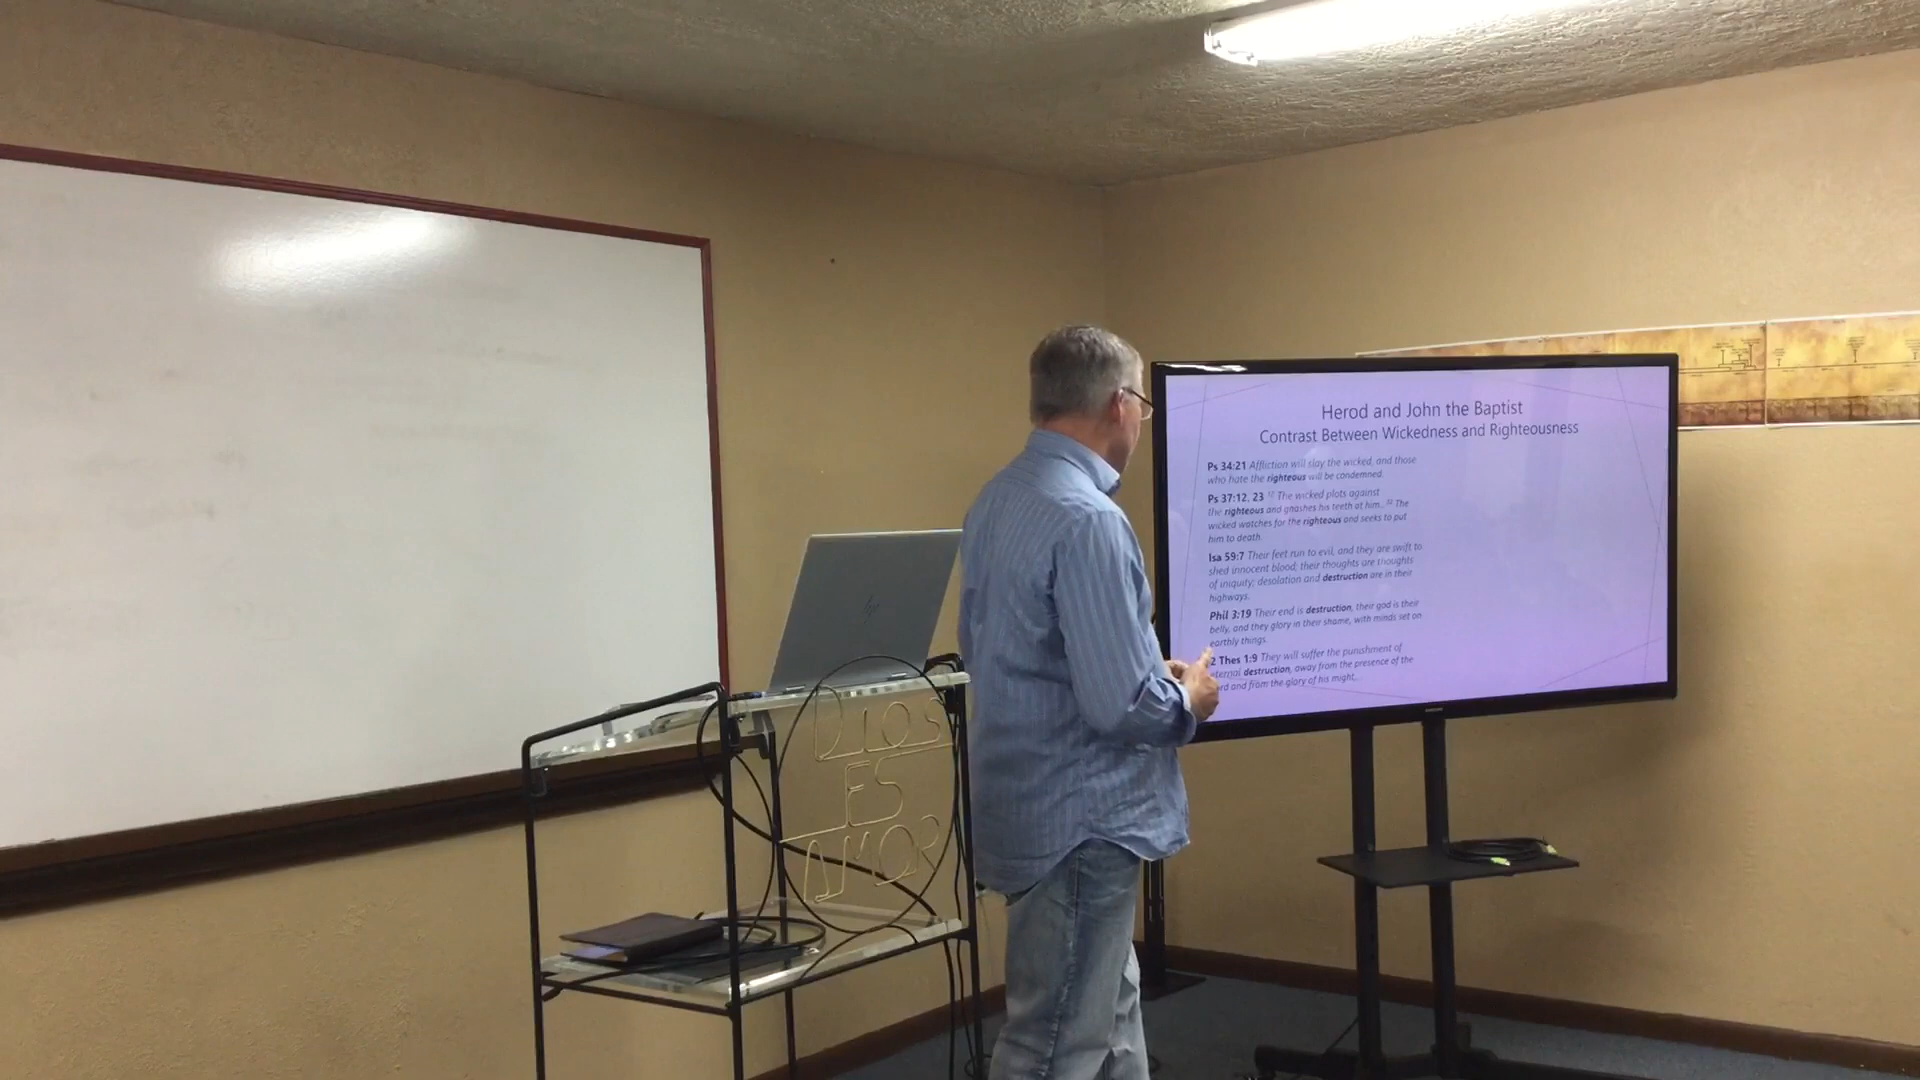 Herod and John the Baptist
Contrast Between Wickedness and Righteousness
Ps 34:21 Affliction will slay the wicked, and those
who hate the righteous will be condemned.
Ps 37:12, 23 12 The wicked plots against
the righteous and gnashes his teeth at him... 32 The
wicked watches for the righteous and seeks to put
him to death.
Isa 59:7 Their feet run to evil, and they are swift to
shed innocent blood; their thoughts are thoughts
of iniquity; desolation and destruction are in their
highways.
Phil 3:19 Their end is destruction, their god is their
belly, and they glory in their shame, with minds set on
earthly things.
2 Thes 1:9 They will suffer the punishment of
eternal destruction, away from the presence of the
Lord and from the glory of his might...
SAMSUNG
hp
DIOS
ES
AMOR